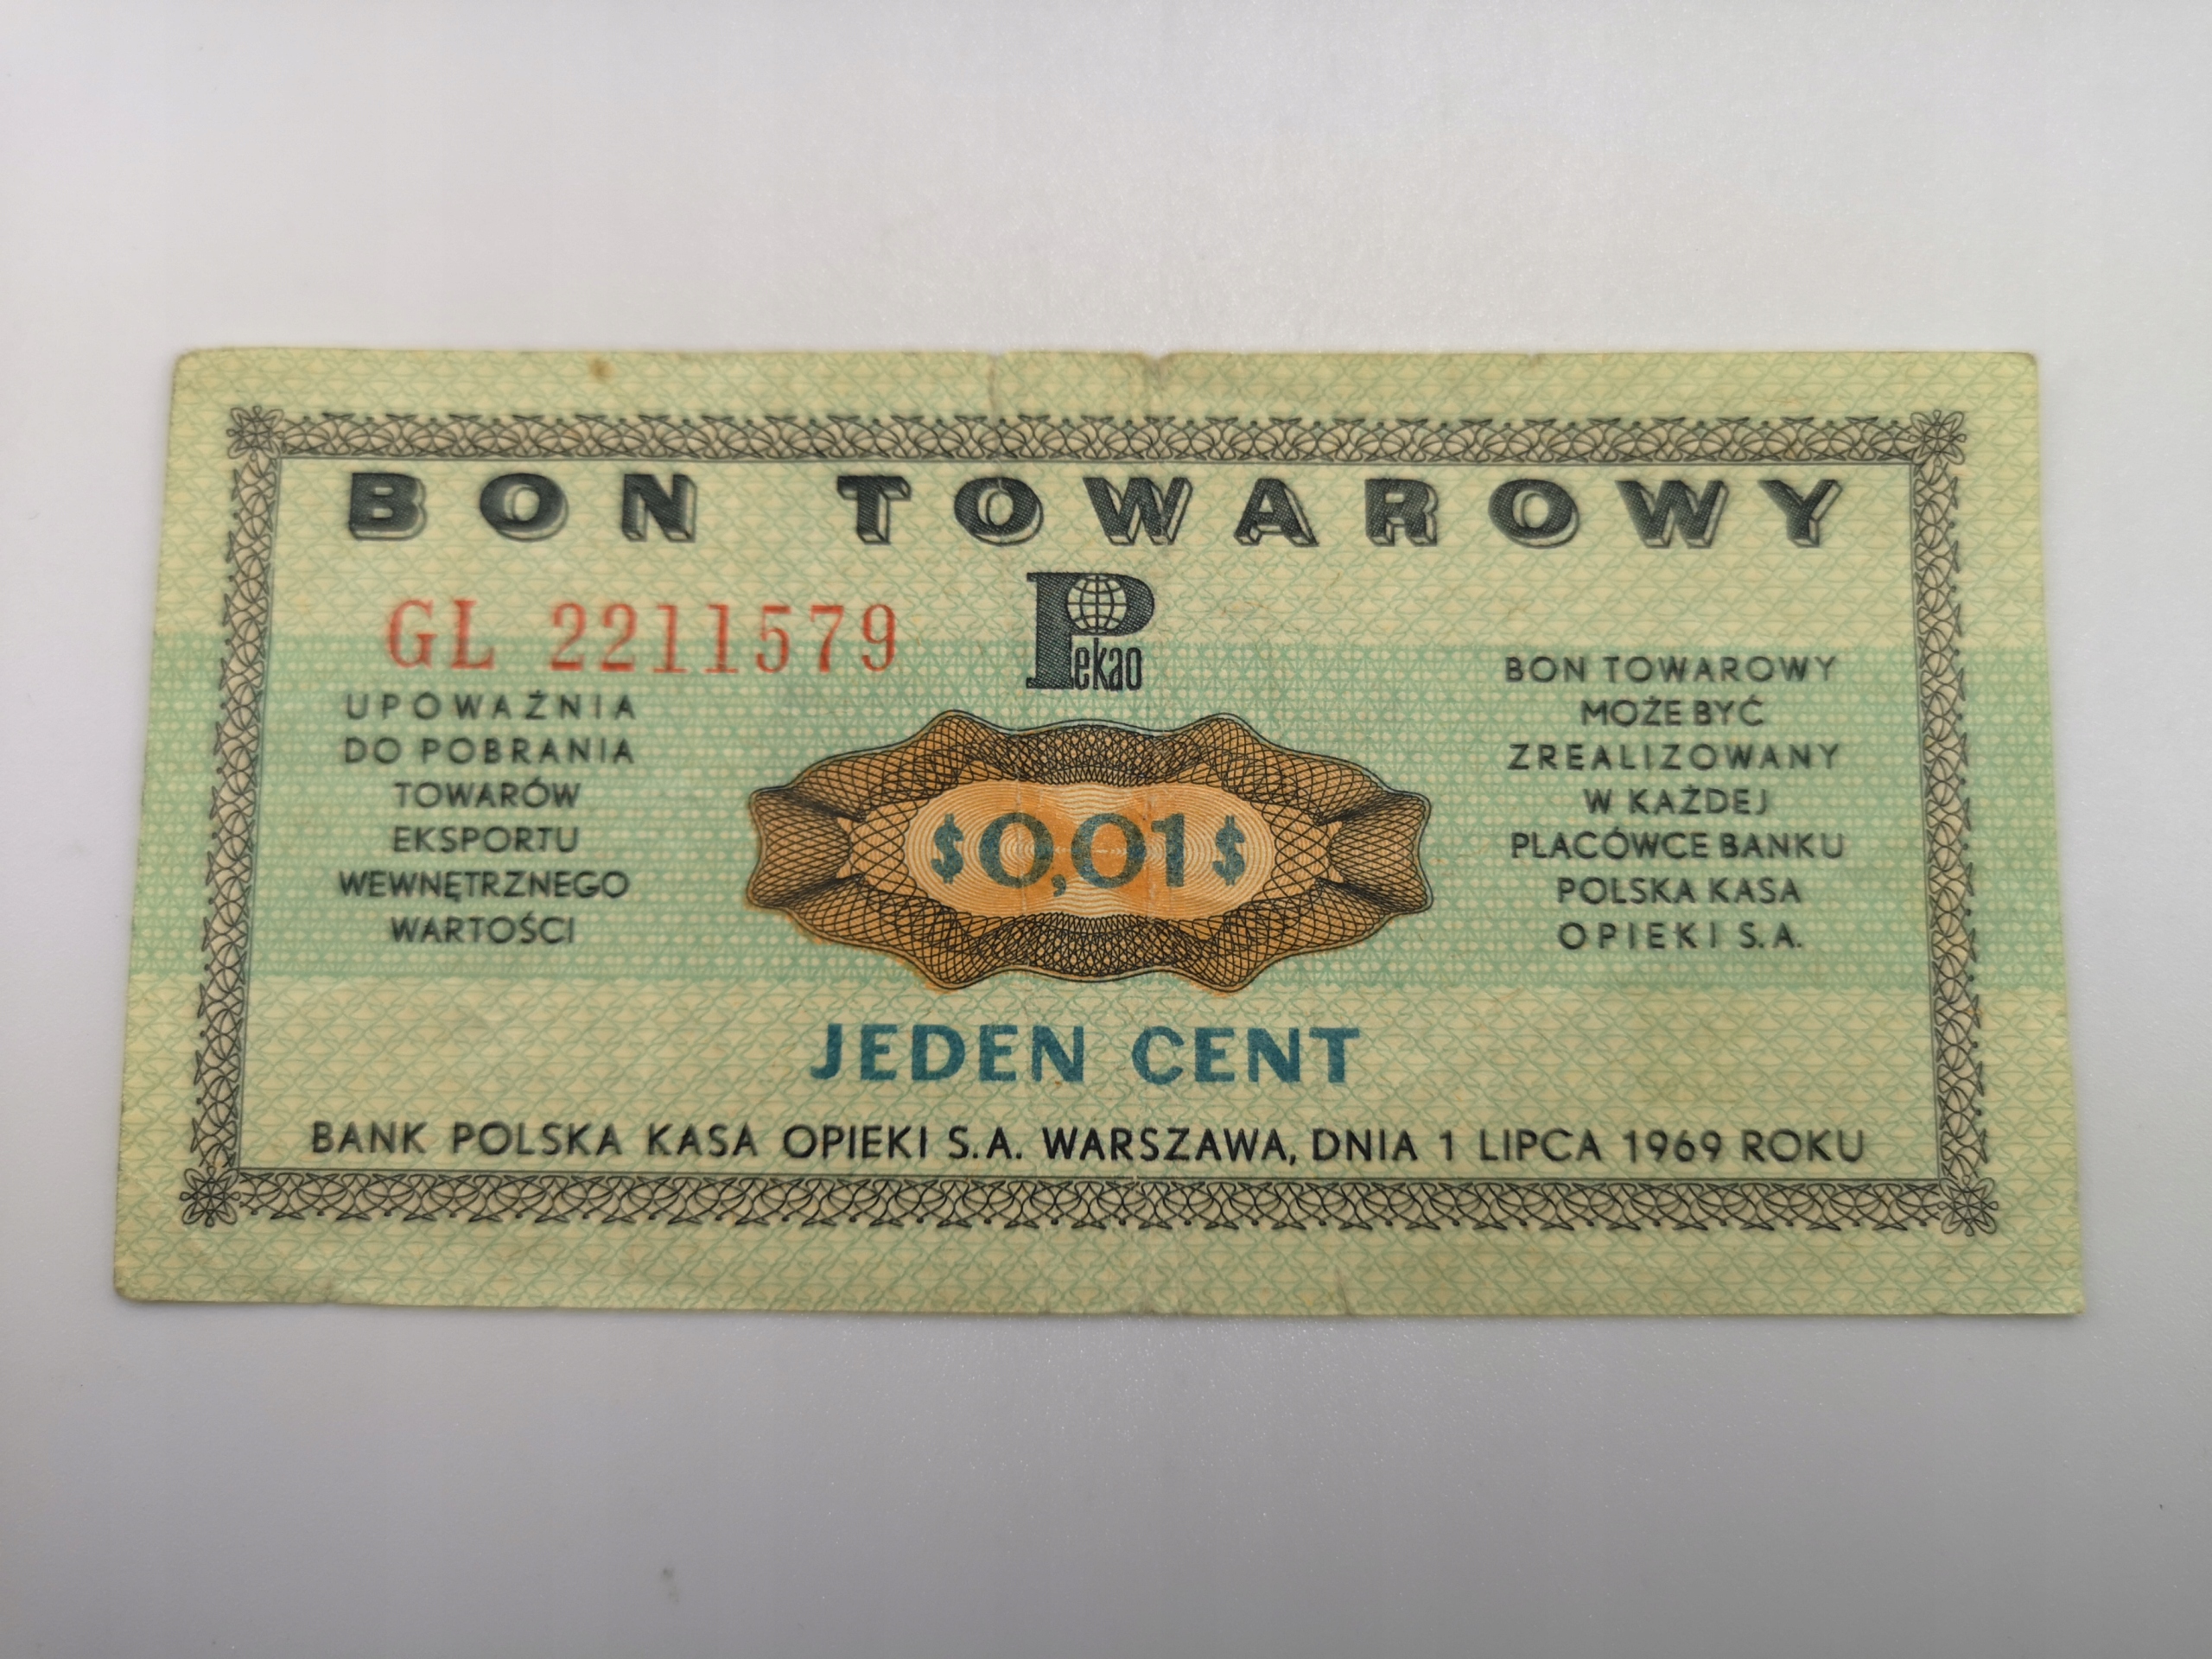 BON TOWAROWY
GL 2211579
Pekao
UPOWAŻNIA
DO POBRANIA
TOWARÓW
EKSPORTU
WEWNĘTRZNEGO
WARTOŚCI
$0,01$
BON TOWAROWY
MOŻE BYĆ
ZREALIZOWANY
W KAŻDEJ
PLACÓWCE BANKU
POLSKA KASA
OPIEKI S.A.
JEDEN CENT
BANK POLSKA KASA OPIEKI S.A. WARSZAWA, DNIA 1 LIPCA 1969 ROKU